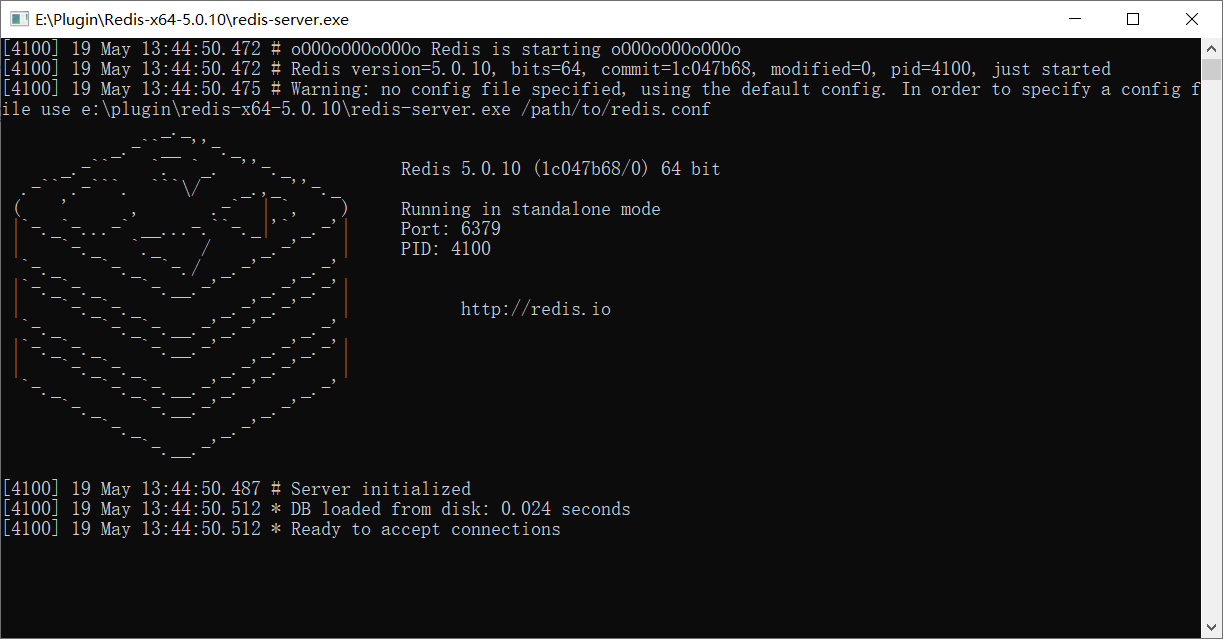 E:\Plugin\Redis-x64-5.0.10\redis-server.exe
[4100] 19 May 13:44:50.472 # oO0OoO0OoO0Oo Redis is starting oO0OoO0OoO0Oo
[4100] 19 May 13:44:50.472 # Redis version=5.0.10, bits=64, commit=1c047b68, modified=0, pid=4100, just started
[4100] 19 May 13:44:50.475 # Warning: no config file specified, using the default config. In order to specify a config f
ile use e:\plugin\redis-x64-5.0.10\redis-server.exe /path/to/redis.conf
Redis 5.0.10 (1c047b68/0) 64 bit
Running in standalone mode
Port: 6379
PID: 4100
http://redis.io
[4100] 19 May 13:44:50.487 # Server initialized
[4100] 19 May 13:44:50.512 * DB loaded from disk: 0.024 seconds
[4100] 19 May 13:44:50.512 * Ready to accept connections